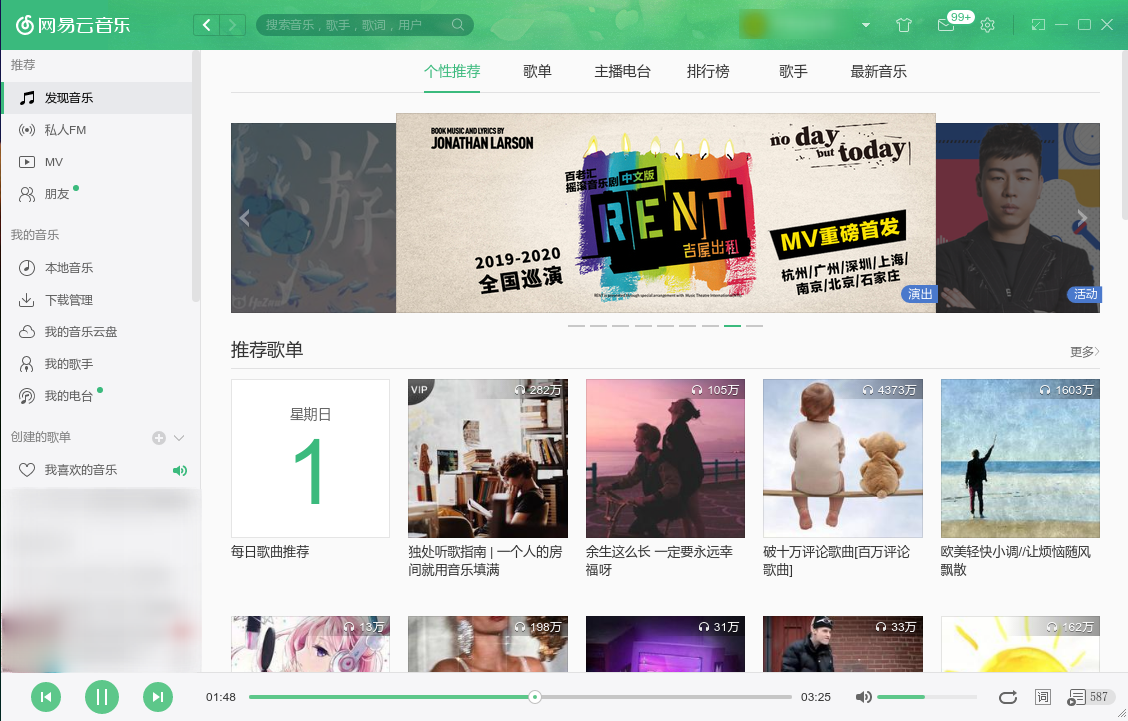 网易云音乐
搜索音乐，歌手，歌词，用户
99+
推荐
发现音乐
私人FM
MV
朋友
我的音乐
本地音乐
下载管理
我的音乐云盘
我的歌手
我的电台
创建的歌单
我喜欢的音乐
个性推荐 歌单 主播电台 排行榜 歌手 最新音乐
游
BOOK MUSIC AND LYRICS BY
JONATHAN LARSON
no day
but today
百老汇
摇滚音乐剧 中文版
RENT
吉屋出租
2019-2020
全国巡演
MV重磅首发
杭州/广州/深圳/上海/
南京/北京/石家庄
演出
活动
推荐歌单
更多
星期日
1
每日歌曲推荐
VIP
282万
独处听歌指南 | 一个人的房
间就用音乐填满
105万
余生这么长 一定要永远幸
福呀
4373万
破十万评论歌曲[百万评论
歌曲]
1603万
欧美轻快小调//让烦恼随风
飘散
13万
198万
31万
33万
162万
01:48
03:25
词
587